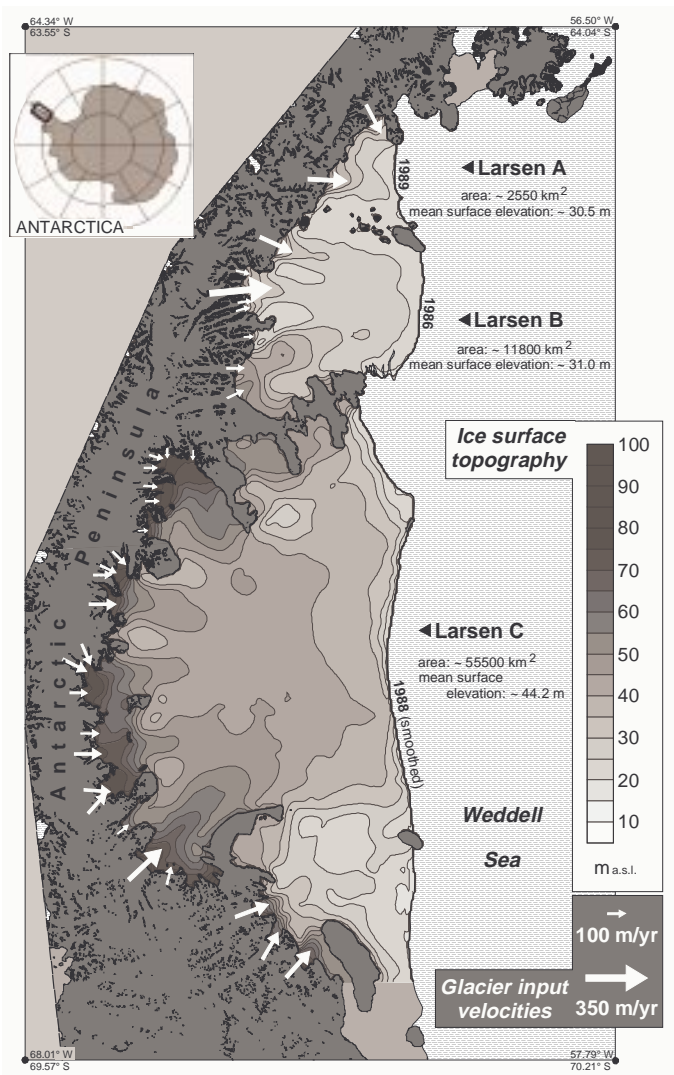 64.34° W
63.55° S
56.50° W
64.04° S
ANTARCTICA
1989
Larsen A
area: ~ 2550 km2
mean surface elevation: ~ 30.5 m
1986
Larsen B
area: ~ 11800 km2
mean surface elevation: ~ 31.0 m
Antarctic Peninsula
Ice surface
topography
100
90
80
70
60
50
40
30
20
10
m a.s.l.
Larsen C
area: ~ 55500 km2
mean surface
elevation: ~ 44.2 m
1988 (smoothed)
Weddell
Sea
100 m/yr
Glacier input
velocities
350 m/yr
68.01° W
69.57° S
57.79° W
70.21° S